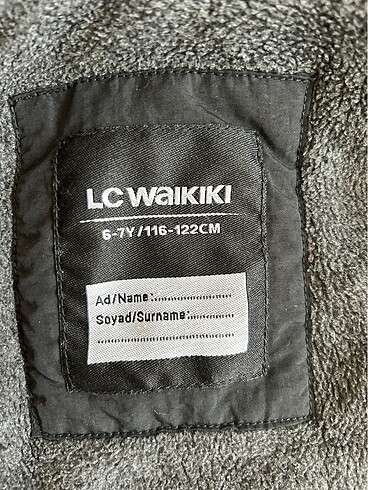 LC WAIKIKI
6-7Y/116-122CM
Ad/Name:....................
Soyad/Surname:...........
....................................